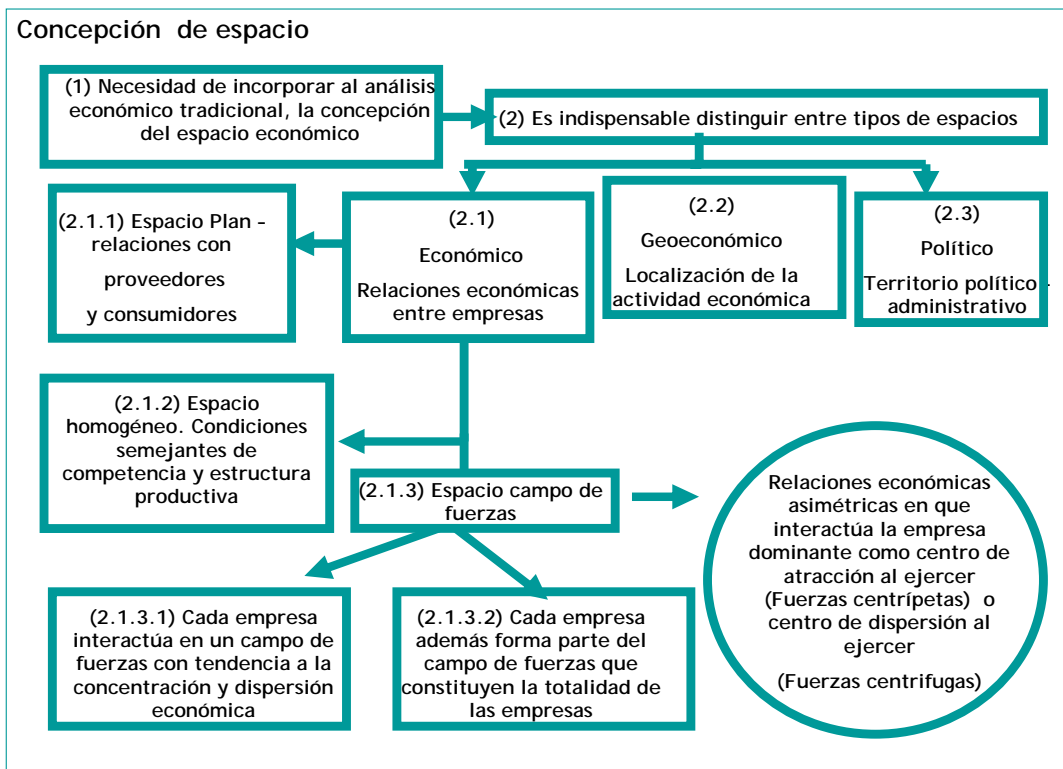 Concepción de espacio
(1) Necesidad de incorporar al análisis
económico tradicional, la concepción
del espacio económico
(2) Es indispensable distinguir entre tipos de espacios
(2.1.1) Espacio Plan –
relaciones con
proveedores
y consumidores
(2.1)
Económico
Relaciones económicas
entre empresas
(2.2)
Geoeconómico
Localización de la
actividad económica
(2.3)
Político
Territorio político -
administrativo
(2.1.2) Espacio
homogéneo. Condiciones
semejantes de
competencia y estructura
productiva
(2.1.3) Espacio campo de
fuerzas
Relaciones económicas
asimétricas en que
interactúa la empresa
dominante como centro de
atracción al ejercer
(Fuerzas centrípetas) o
centro de dispersión al
ejercer
(Fuerzas centrifugas)
(2.1.3.1) Cada empresa
interactúa en un campo de
fuerzas con tendencia a la
concentración y dispersión
económica
(2.1.3.2) Cada empresa
además forma parte del
campo de fuerzas que
constituyen la totalidad de
las empresas